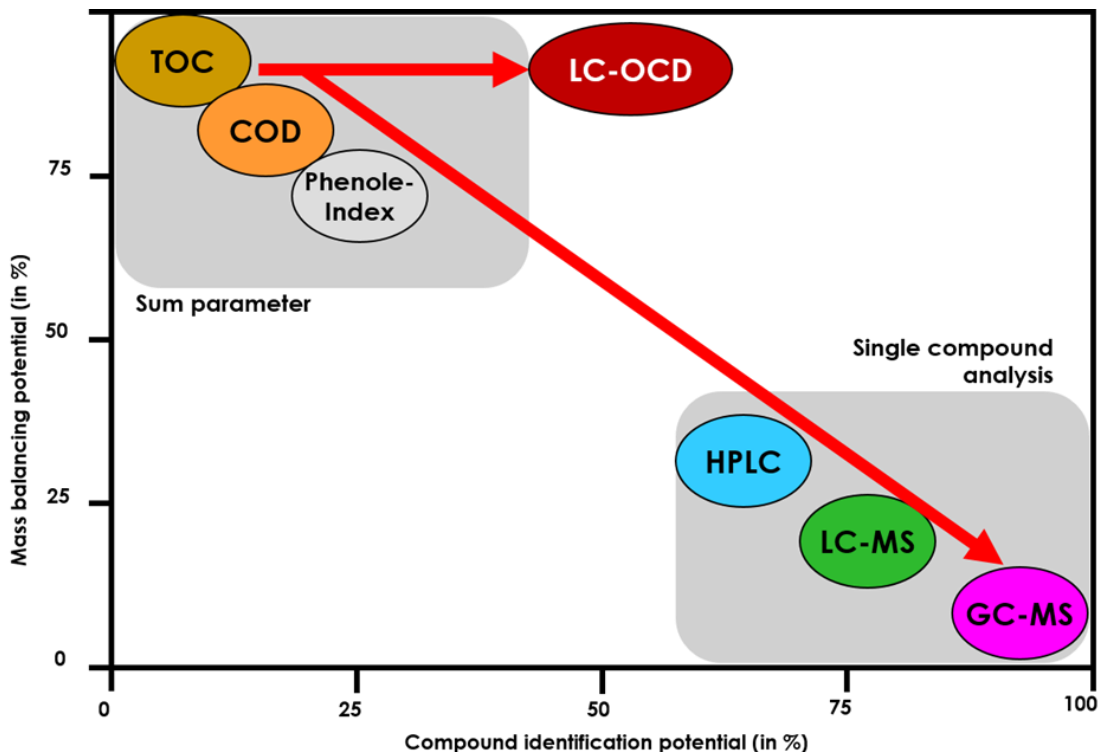 TOC
LC-OCD
COD
75
Phenole-
Index
Sum parameter
50
Single compound
analysis
HPLC
25
LC-MS
GC-MS
0
0
25
50
75
100
Mass balancing potential (in %)
Compound identification potential (in %)